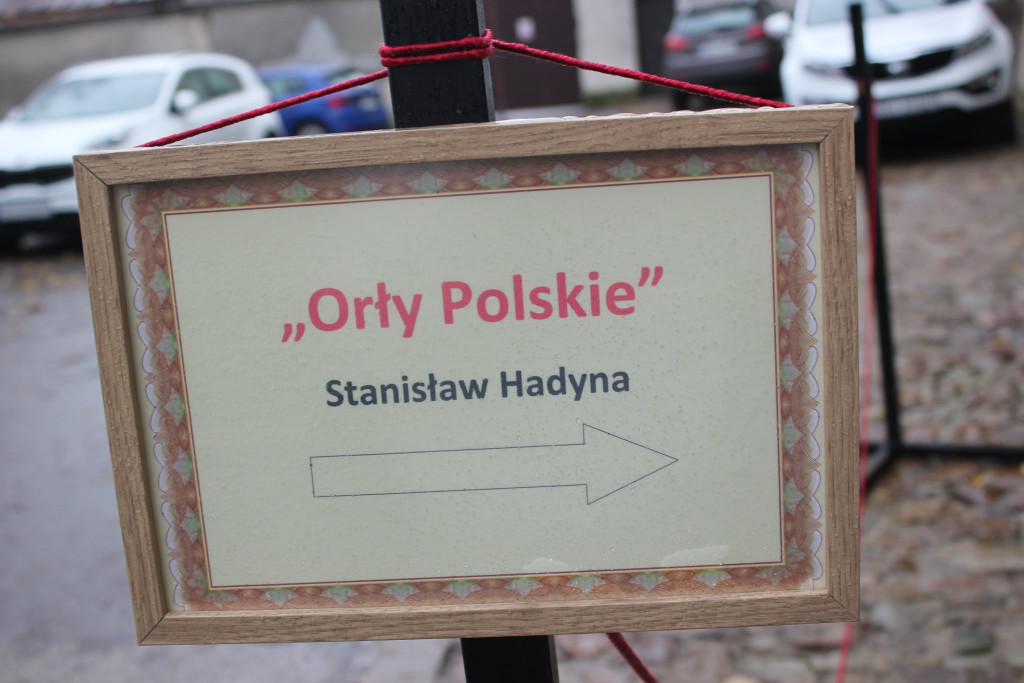 „Orły Polskie”
Stanisław Hadyna